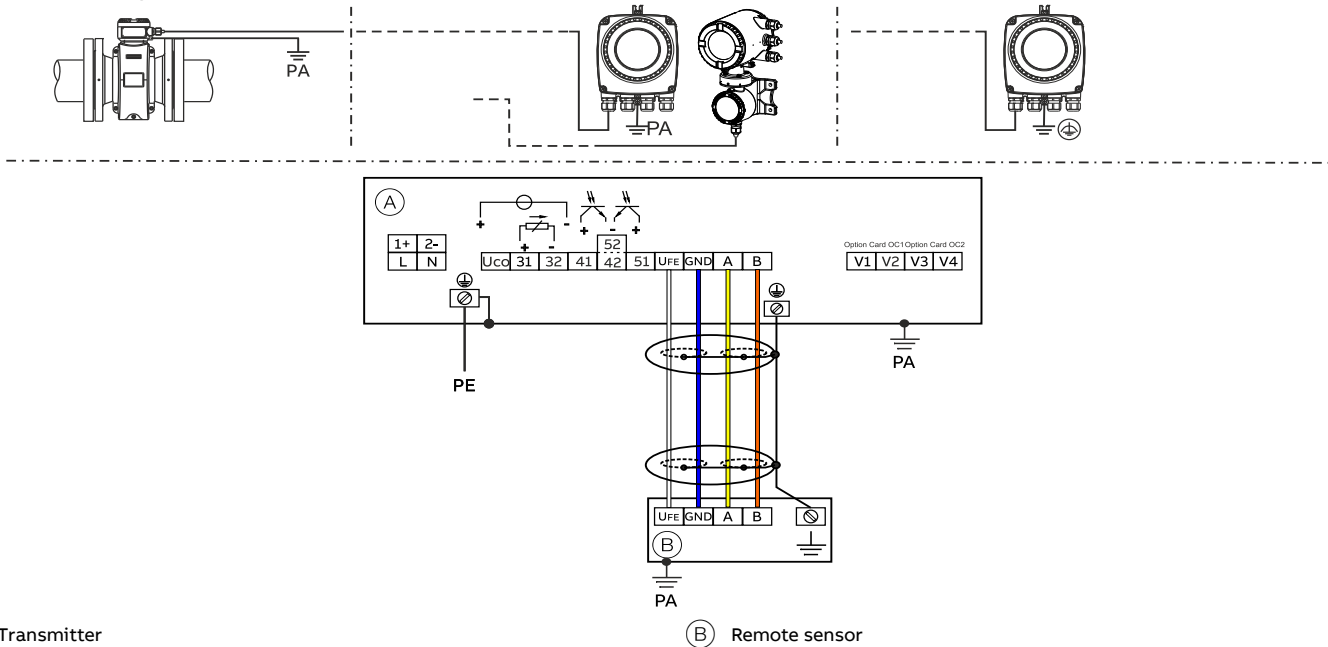 PA
PA
A
+ -
+ - +
+ -
1+ 2-
52
L N
Uco 31 32 41 42 51 UFE GND A B
Option Card OC1 Option Card OC2
V1 V2 V3 V4
PE
PA
UFE GND A B
B
PA
Transmitter
B Remote sensor